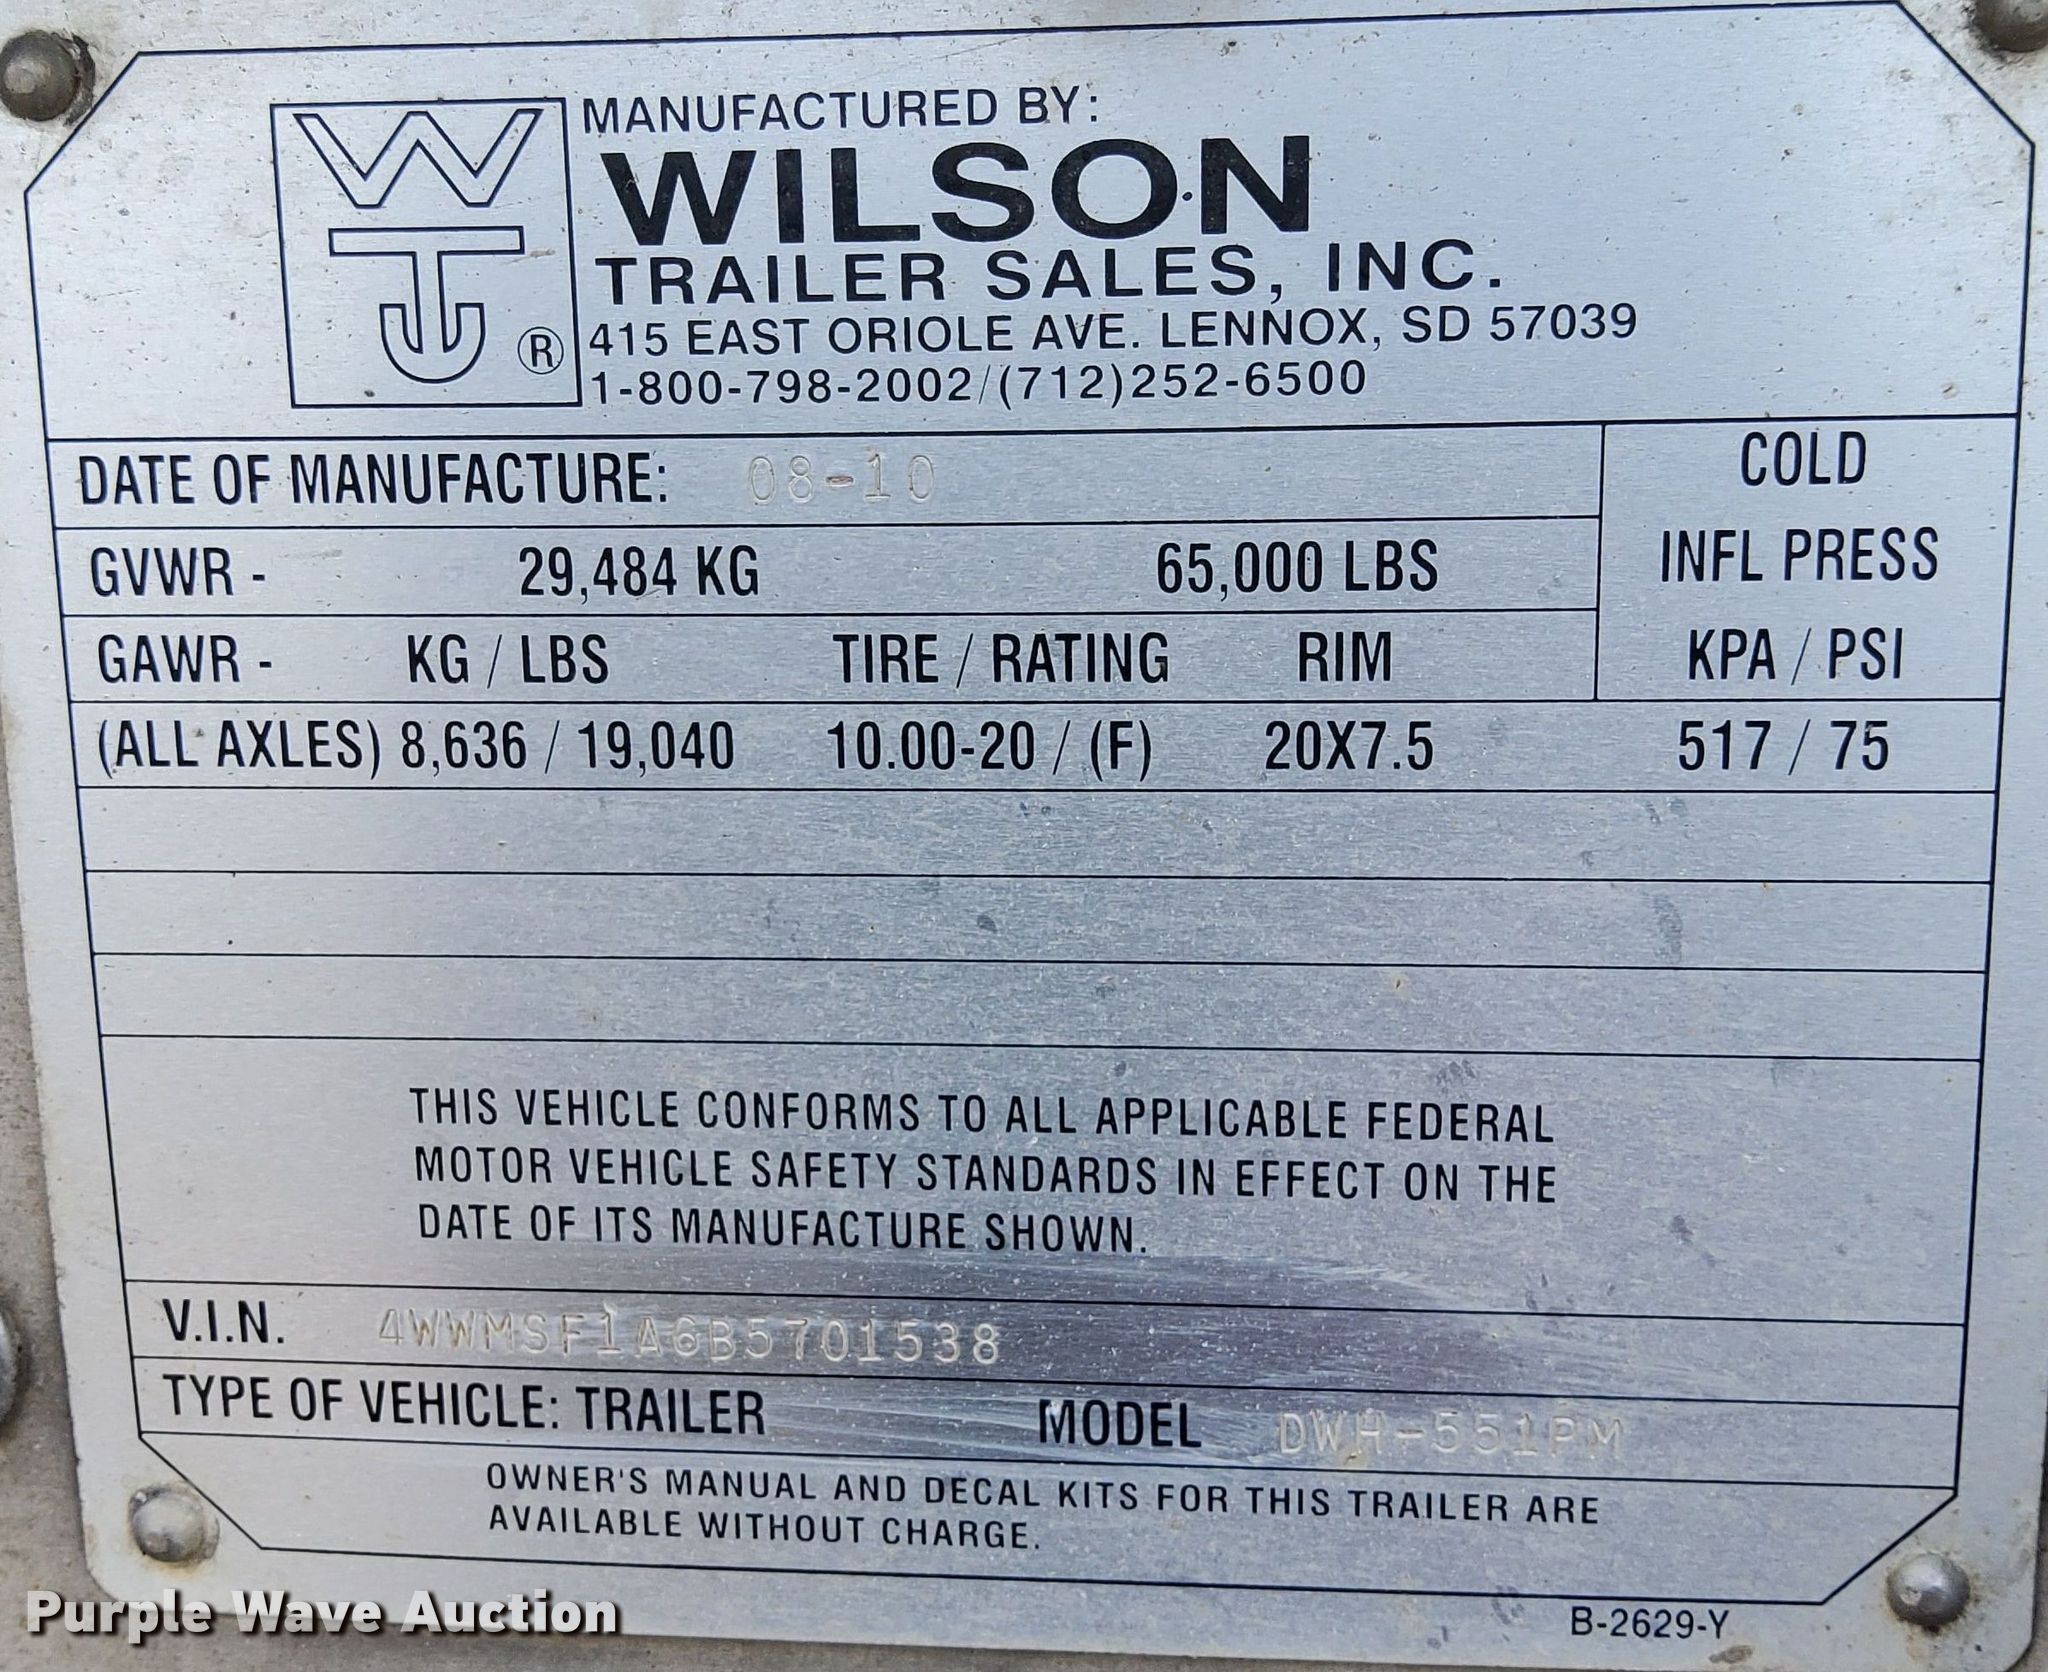 WTJ ®
MANUFACTURED BY:
WILSON
TRAILER SALES, INC.
415 EAST ORIOLE AVE. LENNOX, SD 57039
1-800-798-2002/(712)252-6500
DATE OF MANUFACTURE: 08-10
COLD
INFL PRESS
KPA / PSI
GVWR - 29,484 KG 65,000 LBS
GAWR - KG / LBS TIRE / RATING RIM
(ALL AXLES) 8,636 / 19,040 10.00-20 / (F) 20X7.5 517 / 75
THIS VEHICLE CONFORMS TO ALL APPLICABLE FEDERAL
MOTOR VEHICLE SAFETY STANDARDS IN EFFECT ON THE
DATE OF ITS MANUFACTURE SHOWN.
V.I.N. 4WWMSF1A6B5701538
TYPE OF VEHICLE: TRAILER MODEL DWH-551PM
OWNER'S MANUAL AND DECAL KITS FOR THIS TRAILER ARE
AVAILABLE WITHOUT CHARGE.
B-2629-Y
Purple Wave Auction